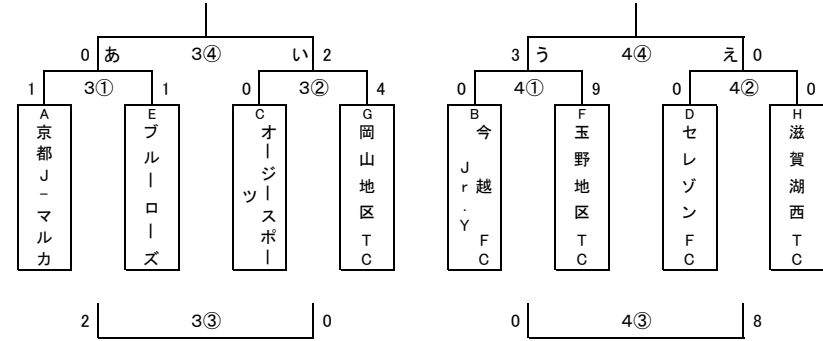 0 あ 3④ い 2
3 う 4④ え 0
1 3① 1 0 3② 4
0 4① 9 0 4② 0
A 京都J-マルカ
E ブルーローズ
C オージースポーツ
G 岡山地区TC
B 今越FC Jr.Y
F 玉野地区TC
D セレゾンFC
H 滋賀湖西TC
2 3③ 0
0 4③ 8